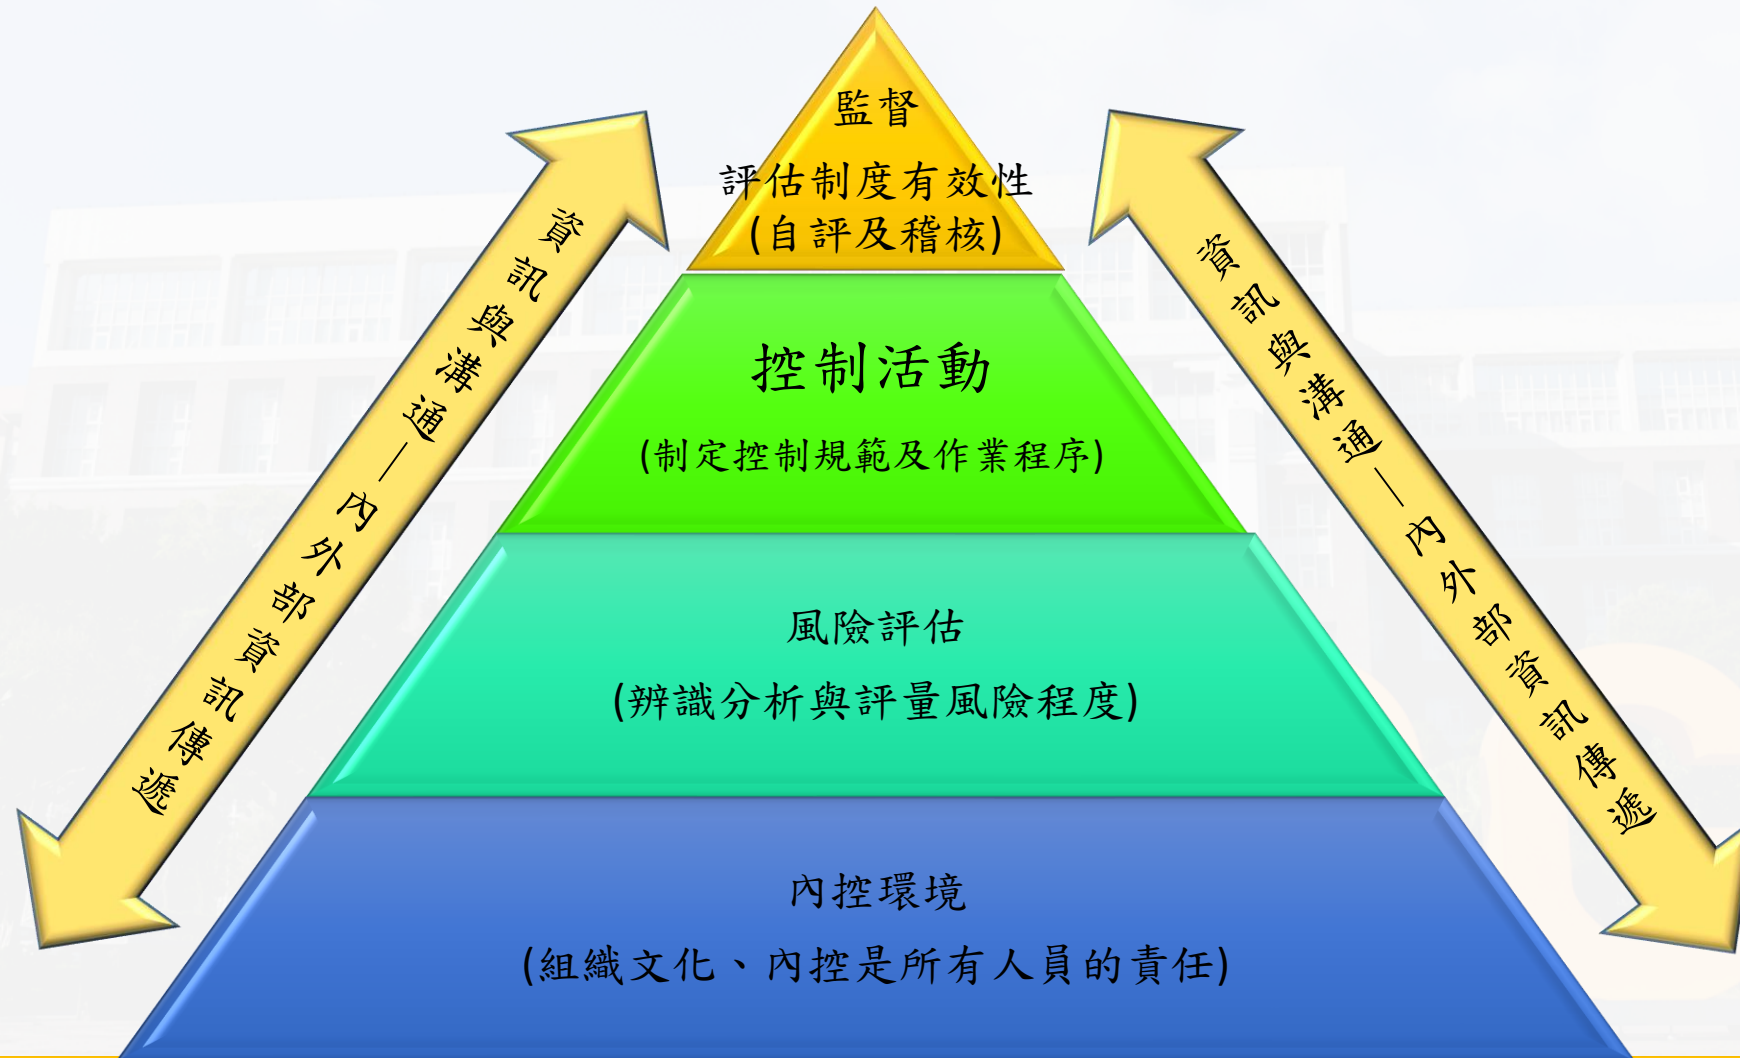 監督
評估制度有效性
(自評及稽核)
控制活動
(制定控制規範及作業程序)
風險評估
(辨識分析與評量風險程度)
內控環境
(組織文化、內控是所有人員的責任)
資訊與溝通—內外部資訊傳遞
資訊與溝通—內外部資訊傳遞